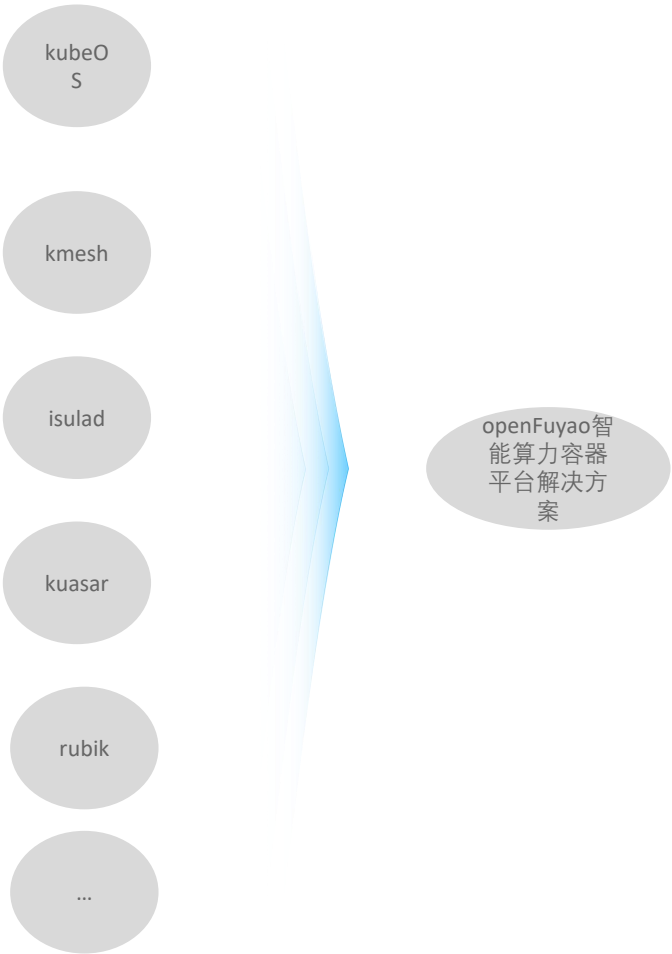 kubeO
S
kmesh
isulad
kuasar
rubik
...
openFuyao智
能算力容器
平台解决方
案